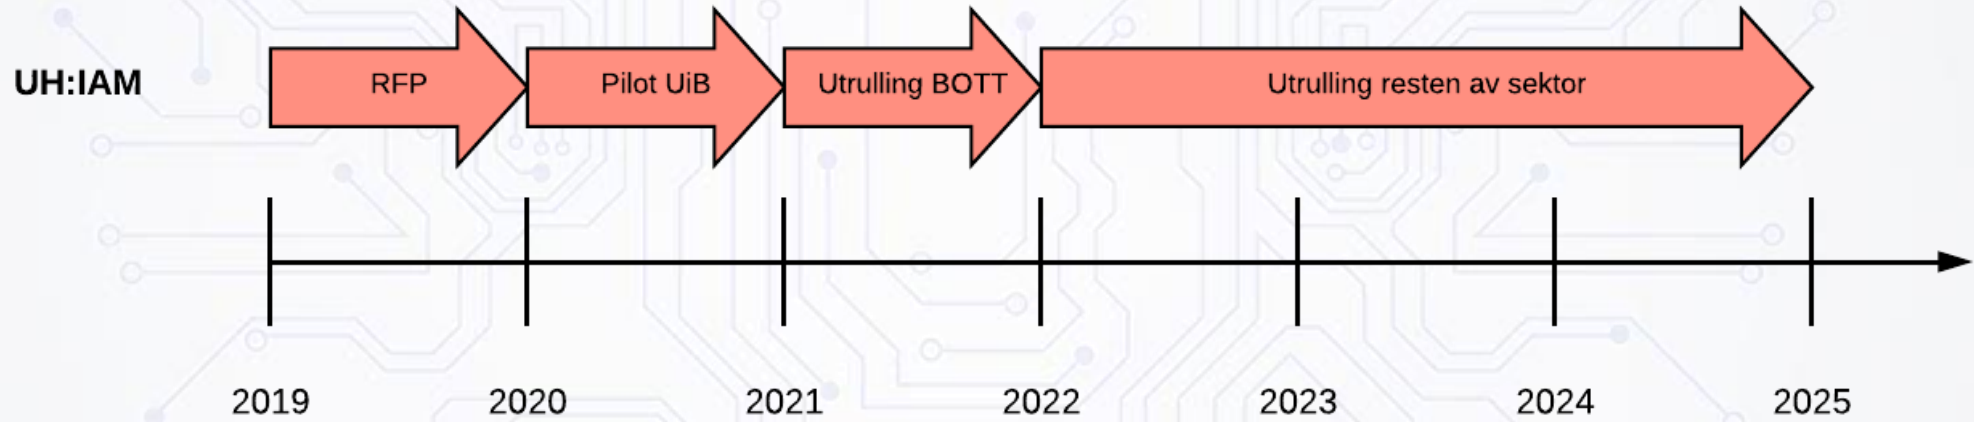 UH:IAM
RFP
Pilot UiB
Utrulling BOTT
Utrulling resten av sektor
2019
2020
2021
2022
2023
2024
2025